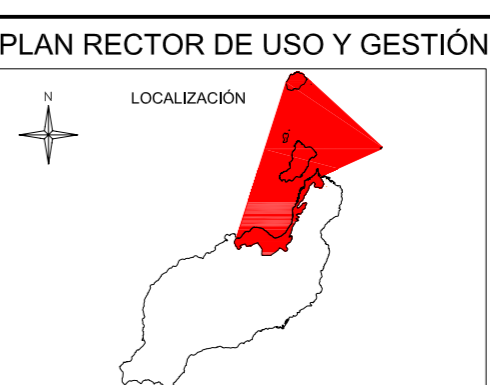 PLAN RECTOR DE USO Y GESTIÓN
N
LOCALIZACIÓN